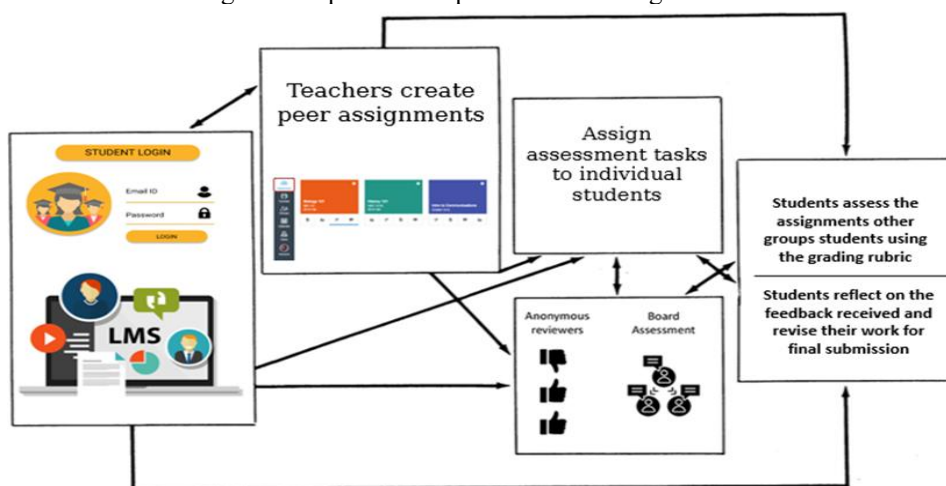 Teachers create
peer assignments
STUDENT LOGIN
Email ID
Password
LOGIN
LMS
Assign
assessment tasks
to individual
students
Anonymous
reviewers
Board
Assessment
Students assess the
assignments other
groups students using
the grading rubric
Students reflect on the
feedback received and
revise their work for
final submission